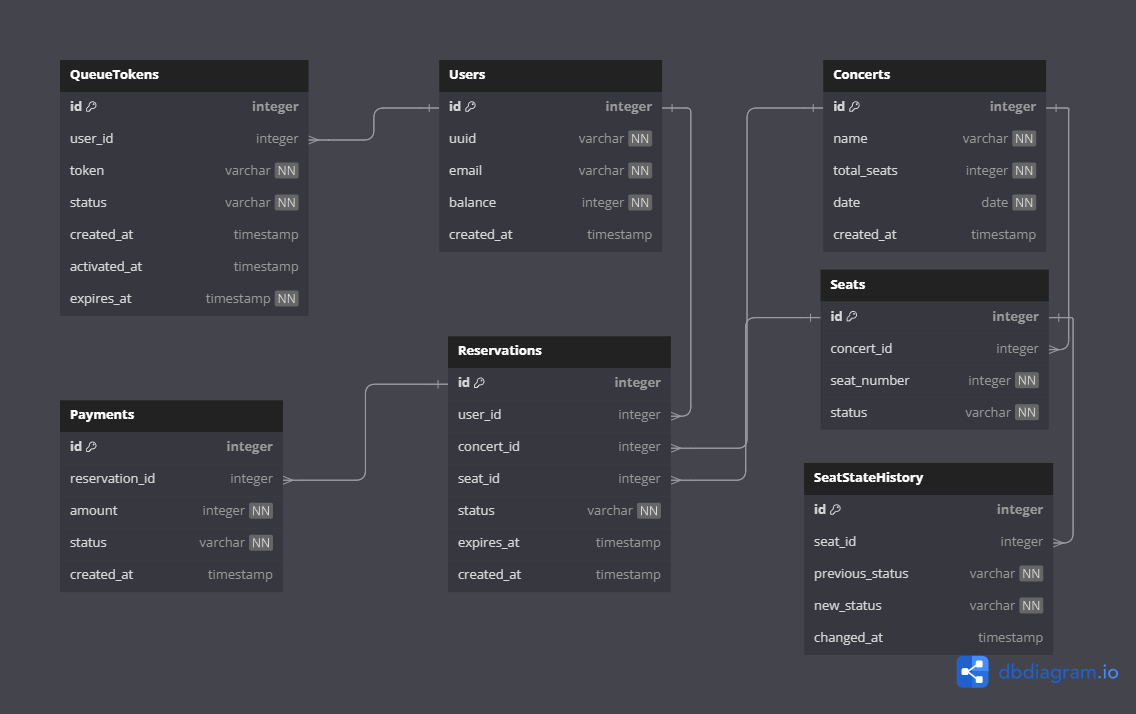 QueueTokens
id integer
user_id integer
token varchar NN
status varchar NN
created_at timestamp
activated_at timestamp
expires_at timestamp NN
Users
id integer
uuid varchar NN
email varchar NN
balance integer NN
created_at timestamp
Concerts
id integer
name varchar NN
total_seats integer NN
date date NN
created_at timestamp
Seats
id integer
concert_id integer
seat_number integer NN
status varchar NN
Reservations
id integer
user_id integer
concert_id integer
seat_id integer
status varchar NN
expires_at timestamp
created_at timestamp
Payments
id integer
reservation_id integer
amount integer NN
status varchar NN
created_at timestamp
SeatStateHistory
id integer
seat_id integer
previous_status varchar NN
new_status varchar NN
changed_at timestamp
dbdiagram.io